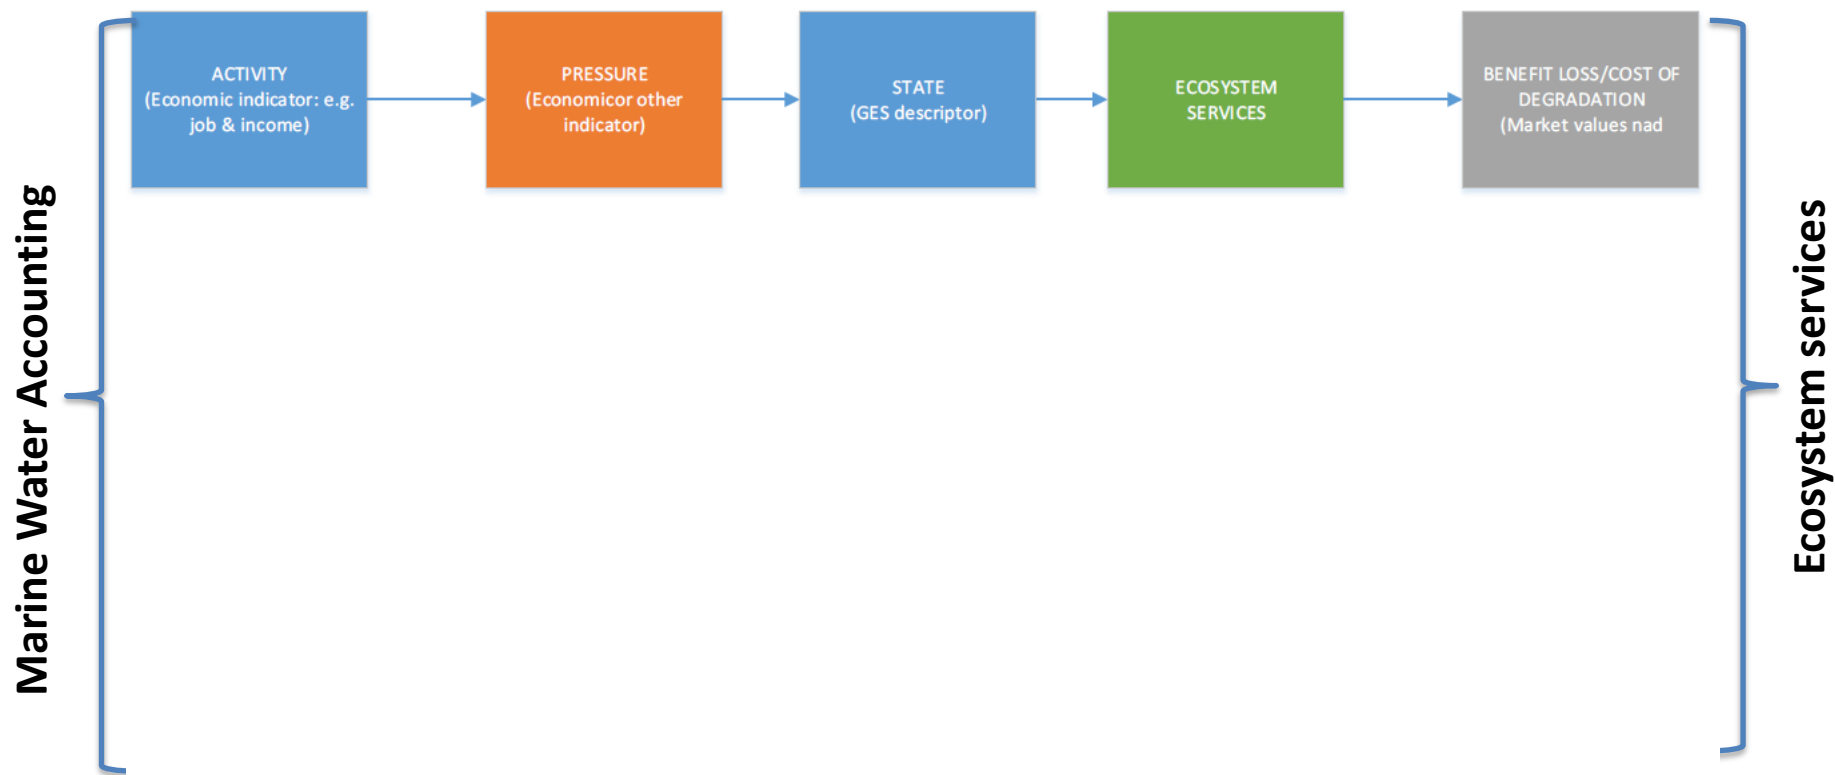 Marine Water Accounting
ACTIVITY
(Economic indicator: e.g.
job & income)
PRESSURE
(Economicor other
indicator)
STATE
(GES descriptor)
ECOSYSTEM
SERVICES
BENEFIT LOSS/COST OF
DEGRADATION
(Market values nad
Ecosystem services